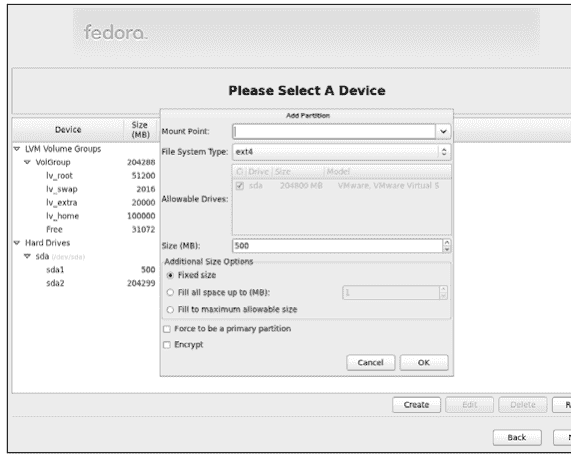 fedora.
Please Select A Device
Device
Size
(MB)
LVM Volume Groups
VolGroup 204288
lv_root 51200
lv_swap 2016
lv_extra 20000
lv_home 100000
Free 31072
Hard Drives
sda (/dev/sda)
sda1 500
sda2 204299
Add Partition
Mount Point:
File System Type: ext4
Allowable Drives:
Drive Size Model
sda 204800 MB VMware, VMware Virtual S
Size (MB): 500
Additional Size Options
Fixed size
Fill all space up to (MB): 1
Fill to maximum allowable size
Force to be a primary partition
Encrypt
Cancel OK
Create Edit Delete R
Back